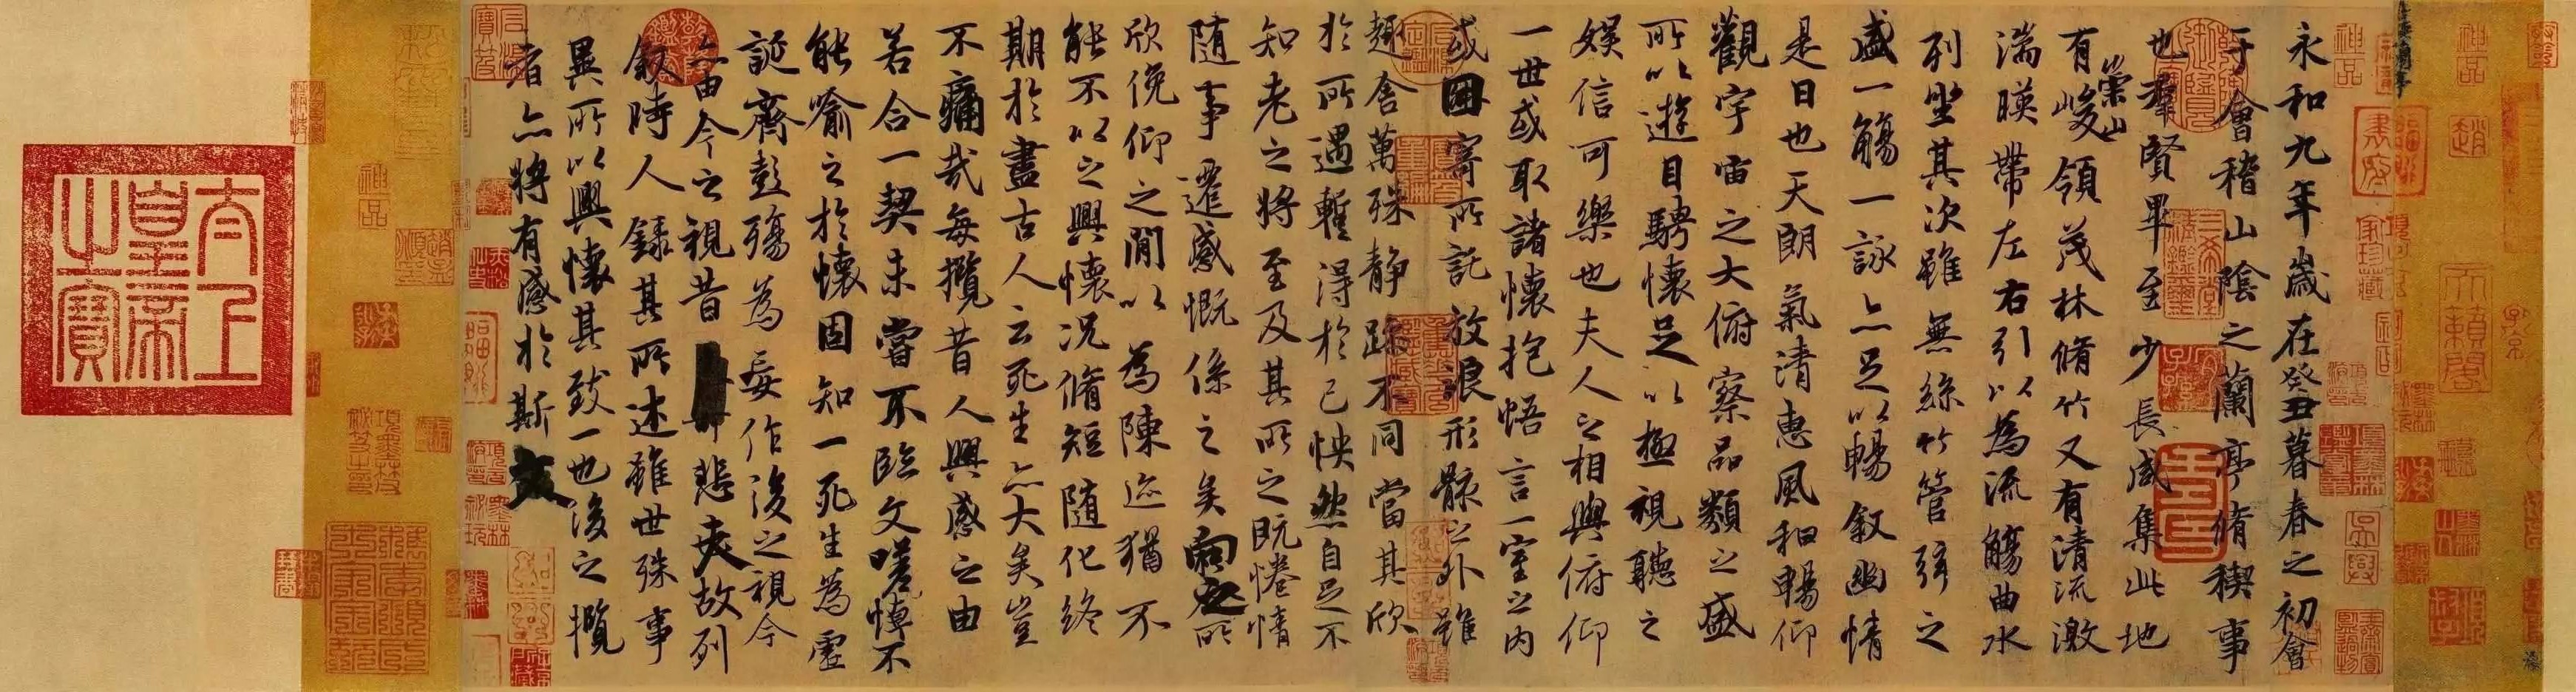 永和九年歲在癸丑暮春之初會
于會稽山陰之蘭亭脩稧事
也羣賢畢至少長咸集此地
有崇山峻領茂林脩竹又有清流激
湍暎帶左右引以為流觴曲水
列坐其次雖無絲竹管弦之
盛一觴一詠亦足以暢敘幽情
是日也天朗氣清惠風和暢仰
觀宇宙之大俯察品類之盛
所以遊目騁懷足以極視聽之
娛信可樂也夫人之相與俯仰
一世或取諸懷抱悟言一室之內
或因寄所託放浪形骸之外雖
趣舍萬殊靜躁不同當其欣
於所遇暫得於己怏然自足不
知老之將至及其所之既惓情
隨事遷感慨係之矣向之所
欣俛仰之閒以為陳迹猶不
能不以之興懷況脩短隨化終
期於盡古人云死生亦大矣豈
不痛哉每攬昔人興感之由
若合一契未嘗不臨文嗟悼不
能喻之於懷固知一死生為虛
誕齊彭殤為妄作後之視今
亦由今之視昔悲夫故列
敘時人錄其所述雖世殊事
異所以興懷其致一也後之攬
者亦將有感於斯文
太上皇帝之寶